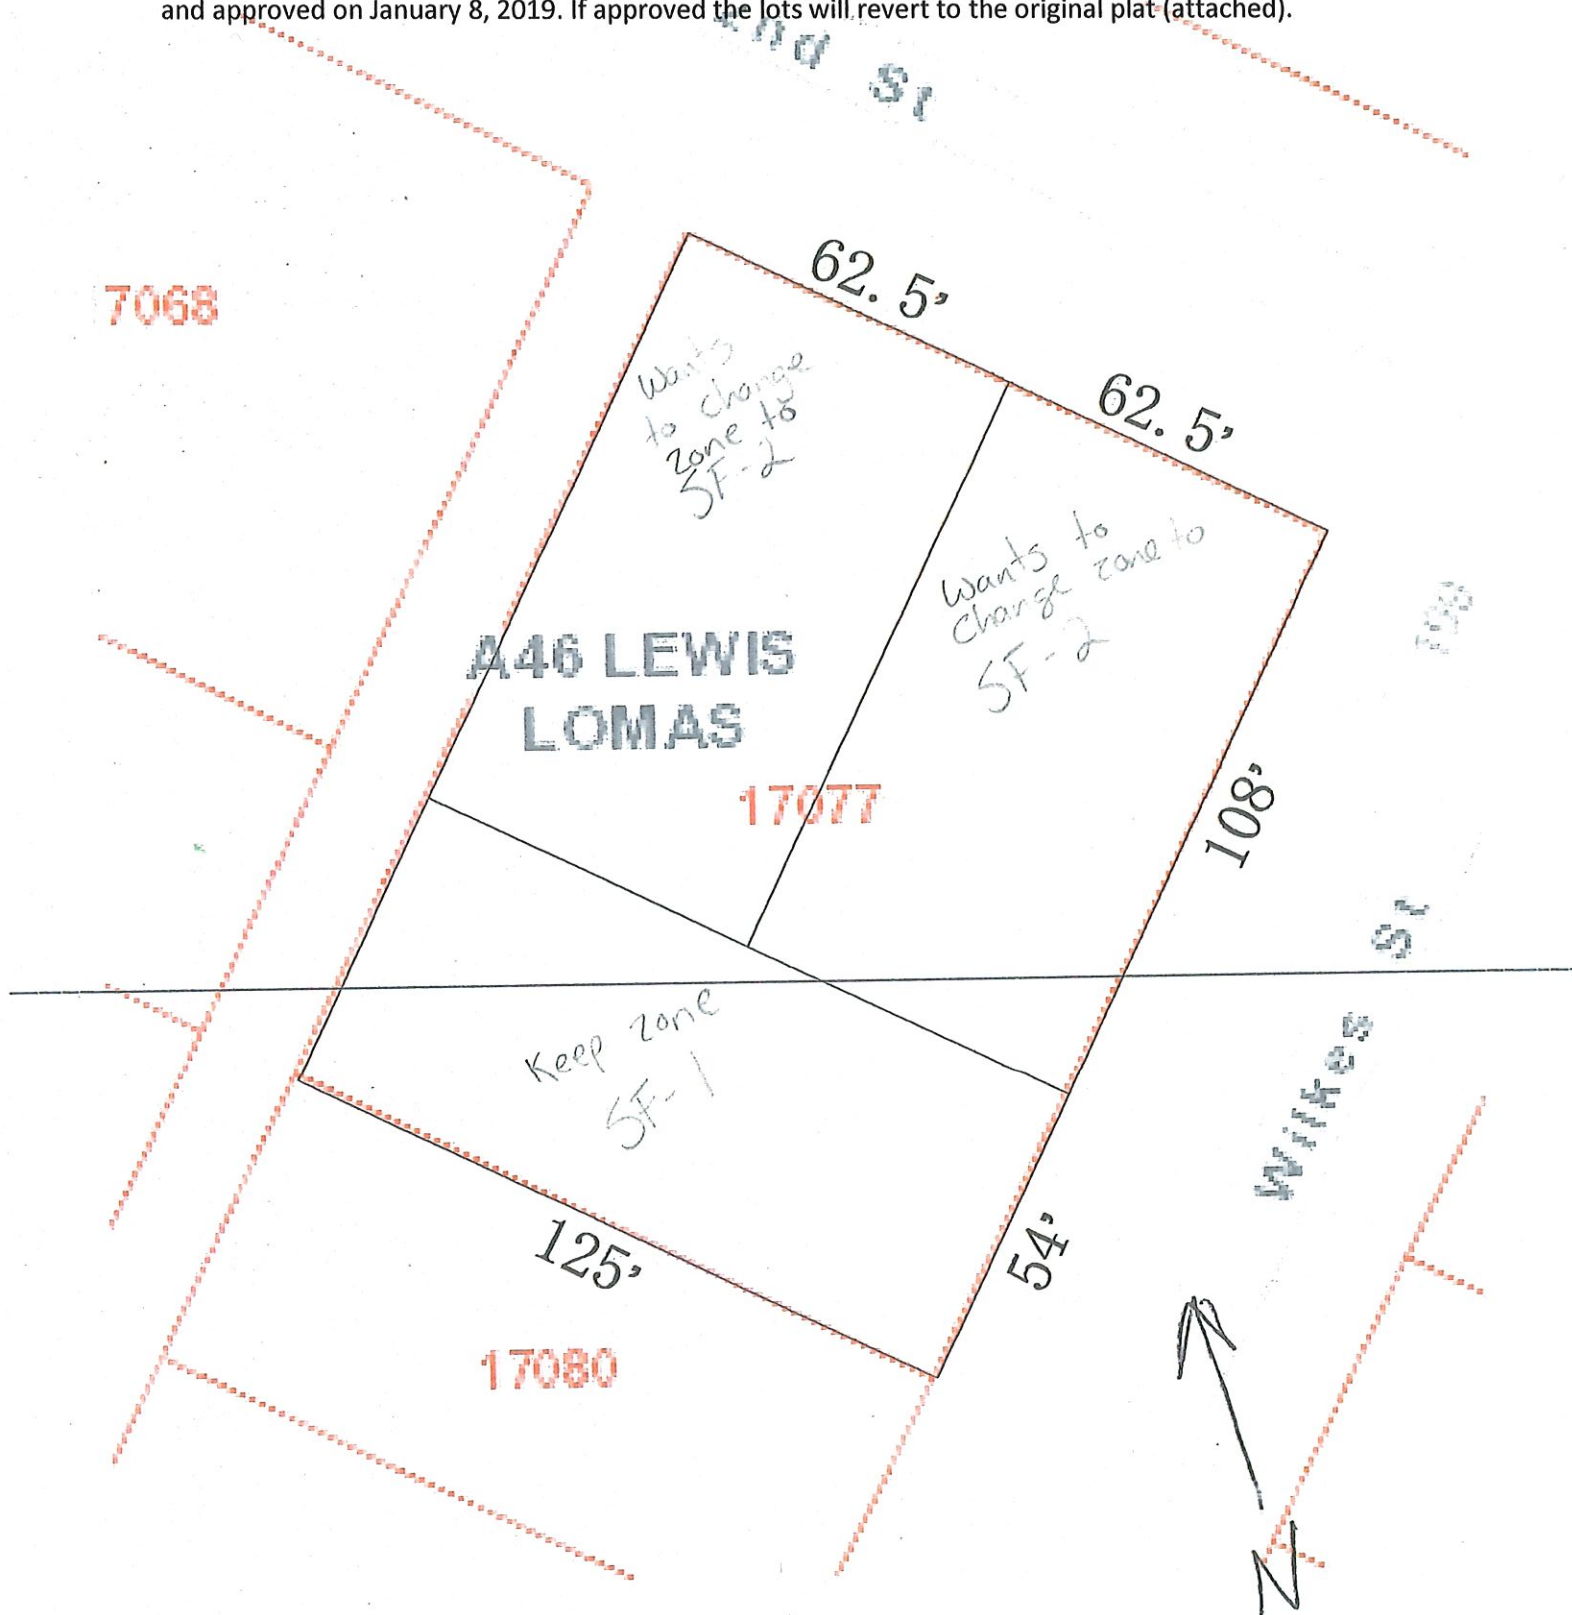 and approved on January 8, 2019. If approved the lots will revert to the original plat (attached).
St
7068
62.5’
62.5’
Wants
to change
zone to
SF-2
Wants to
change zone to
SF-2
A46 LEWIS
LOMAS
17077
108’
Wilkes St
Keep zone
SF-1
125’
54’
17080
N